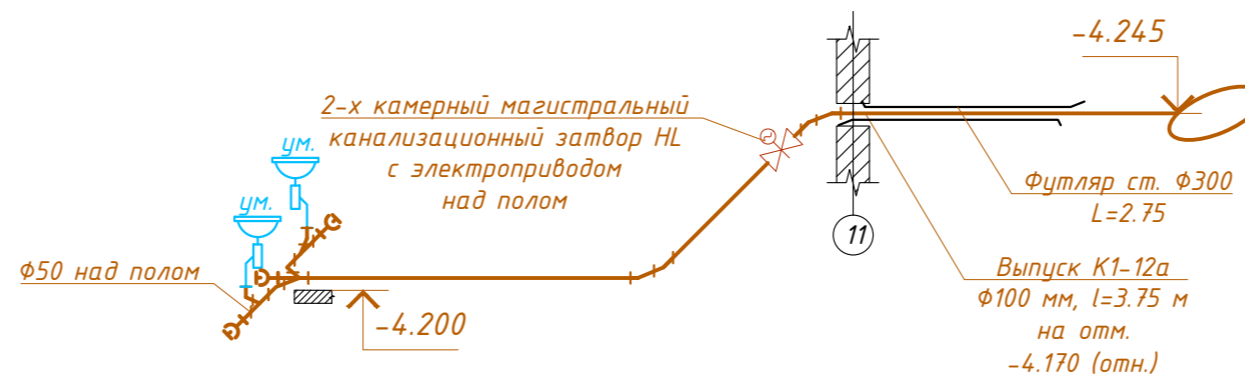 -4.245
2-х камерный магистральный
канализационный затвор HL
с электроприводом
над полом
ум.
ум.
Футляр ст. Ф300
L=2.75
11
Ф50 над полом
Выпуск К1-12а
Ф100 мм, l=3.75 м
на отм.
-4.170 (отн.)
-4.200